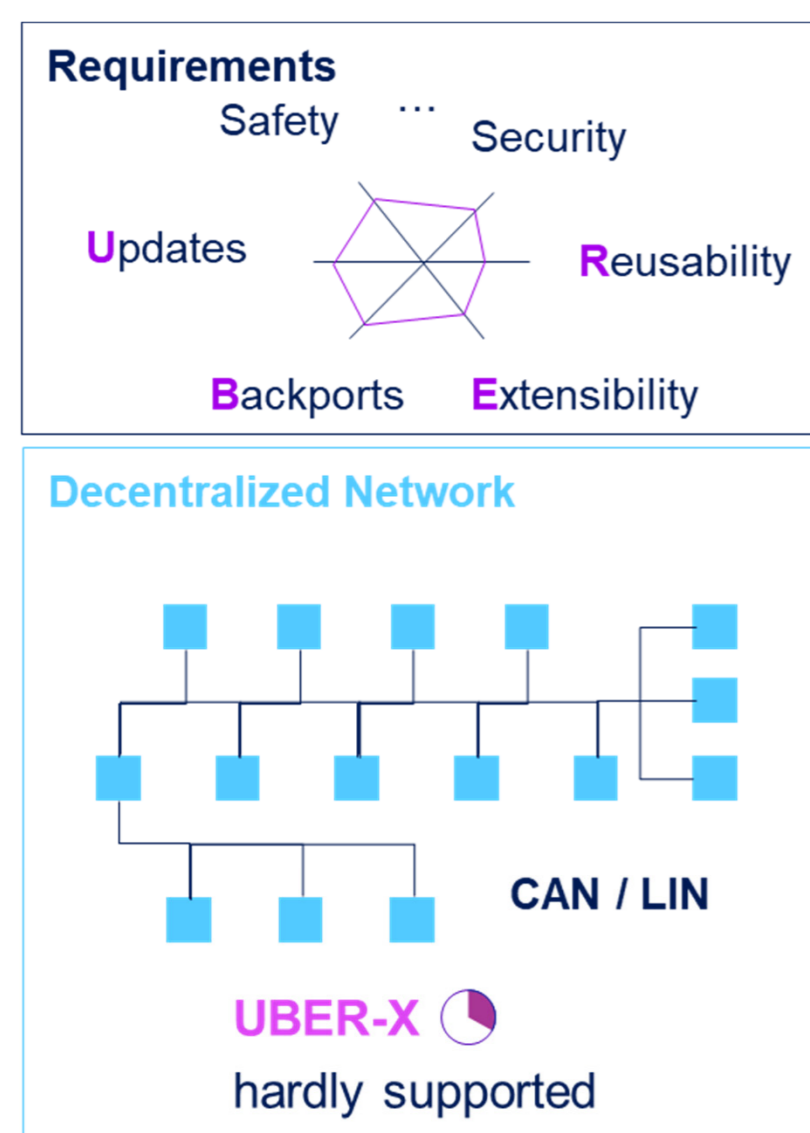 Requirements
Safety ... Security
Updates Reusability
Backports Extensibility
Decentralized Network
CAN / LIN
UBER-X
hardly supported